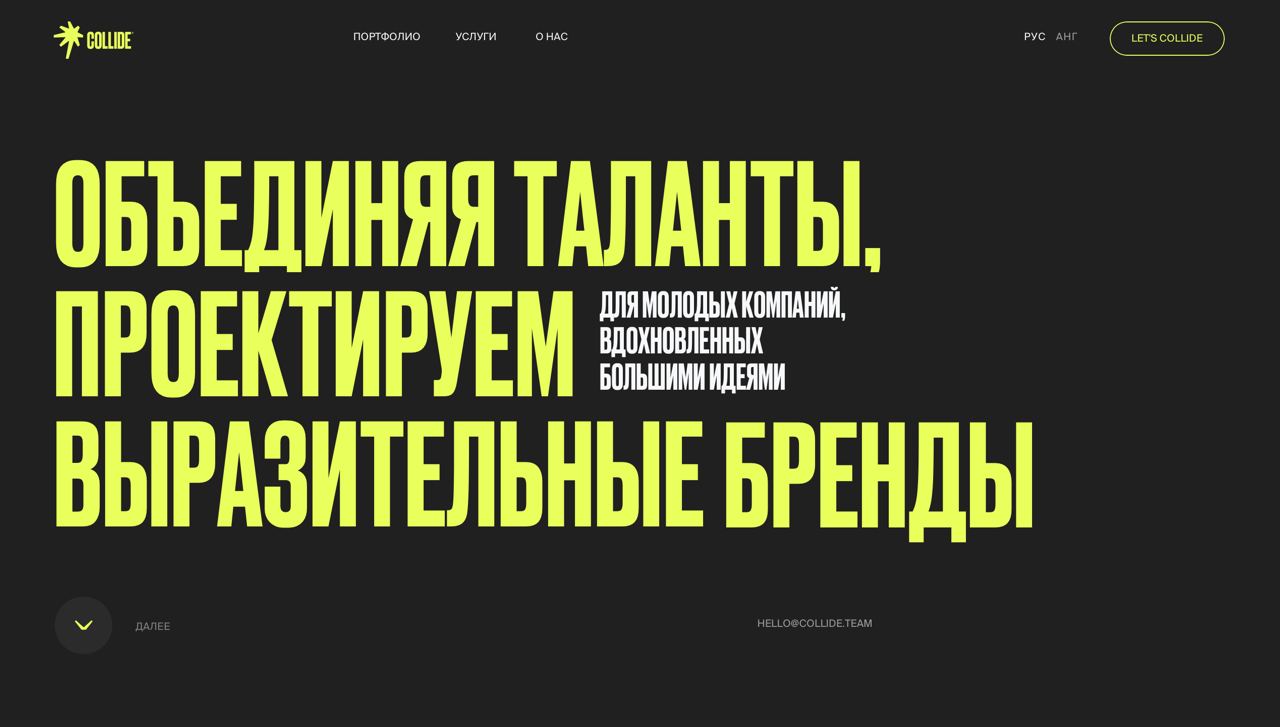 COLLIDE
ПОРТФОЛИО
УСЛУГИ
О НАС
РУС
АНГ
LET'S COLLIDE
ОБЪЕДИНЯЯ ТАЛАНТЫ,
ПРОЕКТИРУЕМ
ДЛЯ МОЛОДЫХ КОМПАНИЙ,
ВДОХНОВЛЕННЫХ
БОЛЬШИМИ ИДЕЯМИ
ВЫРАЗИТЕЛЬНЫЕ БРЕНДЫ
ДАЛЕЕ
HELLO@COLLIDE.TEAM